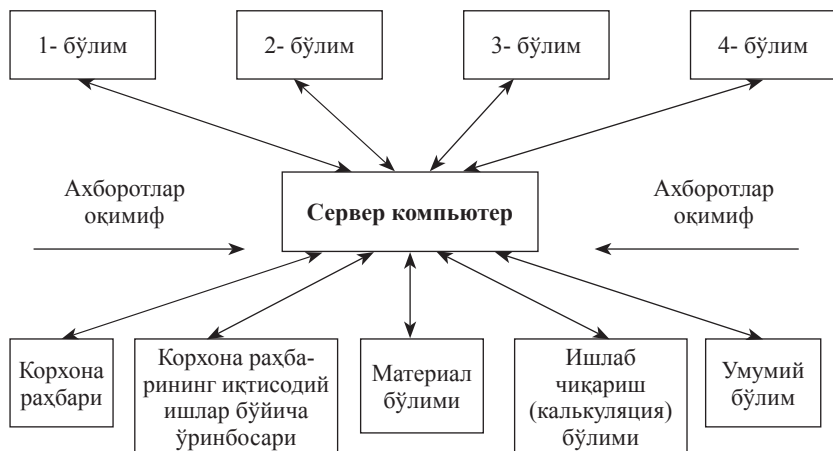 1- бўлим
2- бўлим
3- бўлим
4- бўлим
Ахборотлар
оқимиф
Сервер компьютер
Ахборотлар
оқимиф
Корхона
раҳбари
Корхона раҳба-
рининг иқтисодий
ишлар бўйича
ўринбосари
Материал
бўлими
Ишлаб
чиқариш
(калькуляция)
бўлими
Умумий
бўлим